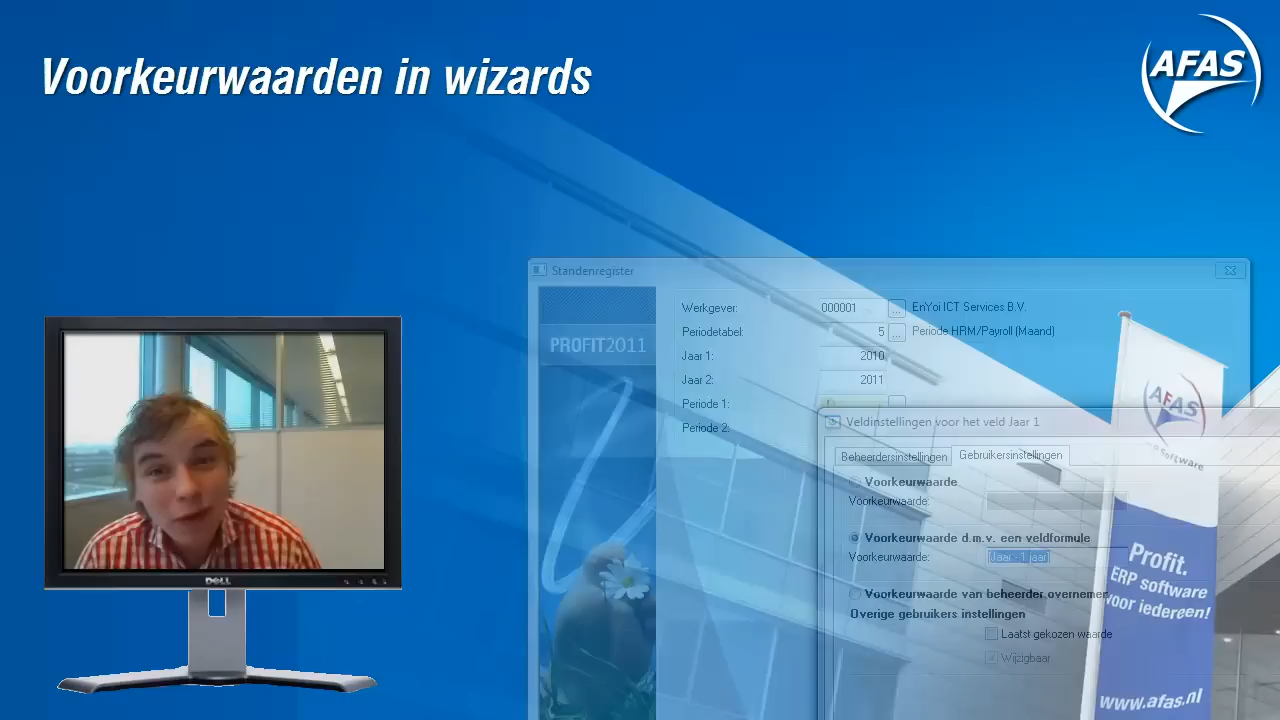 Voorkeurwaarden in wizards
AFAS
Standenregister
PROFIT2011
Werkgever: 000001 ... EnYoi ICT Services B.V.
Periodetabel: 5 ... Periode HRM/Payroll (Maand)
Jaar 1: 2010
Jaar 2: 2011
Periode 1:
Periode 2:
Veldinstellingen voor het veld Jaar 1
Beheerdersinstellingen Gebruikersinstellingen
Voorkeurwaarde
Voorkeurwaarde:
Voorkeurwaarde d.m.v. een veldformule
Voorkeurwaarde: Jaar -1 jaar
Voorkeurwaarde van beheerder overnemen
Overige gebruikers instellingen
Laatst gekozen waarde
Wijzigbaar
AFAS
Software
Profit.
ERP software
voor iedereen!
www.afas.nl
DELL